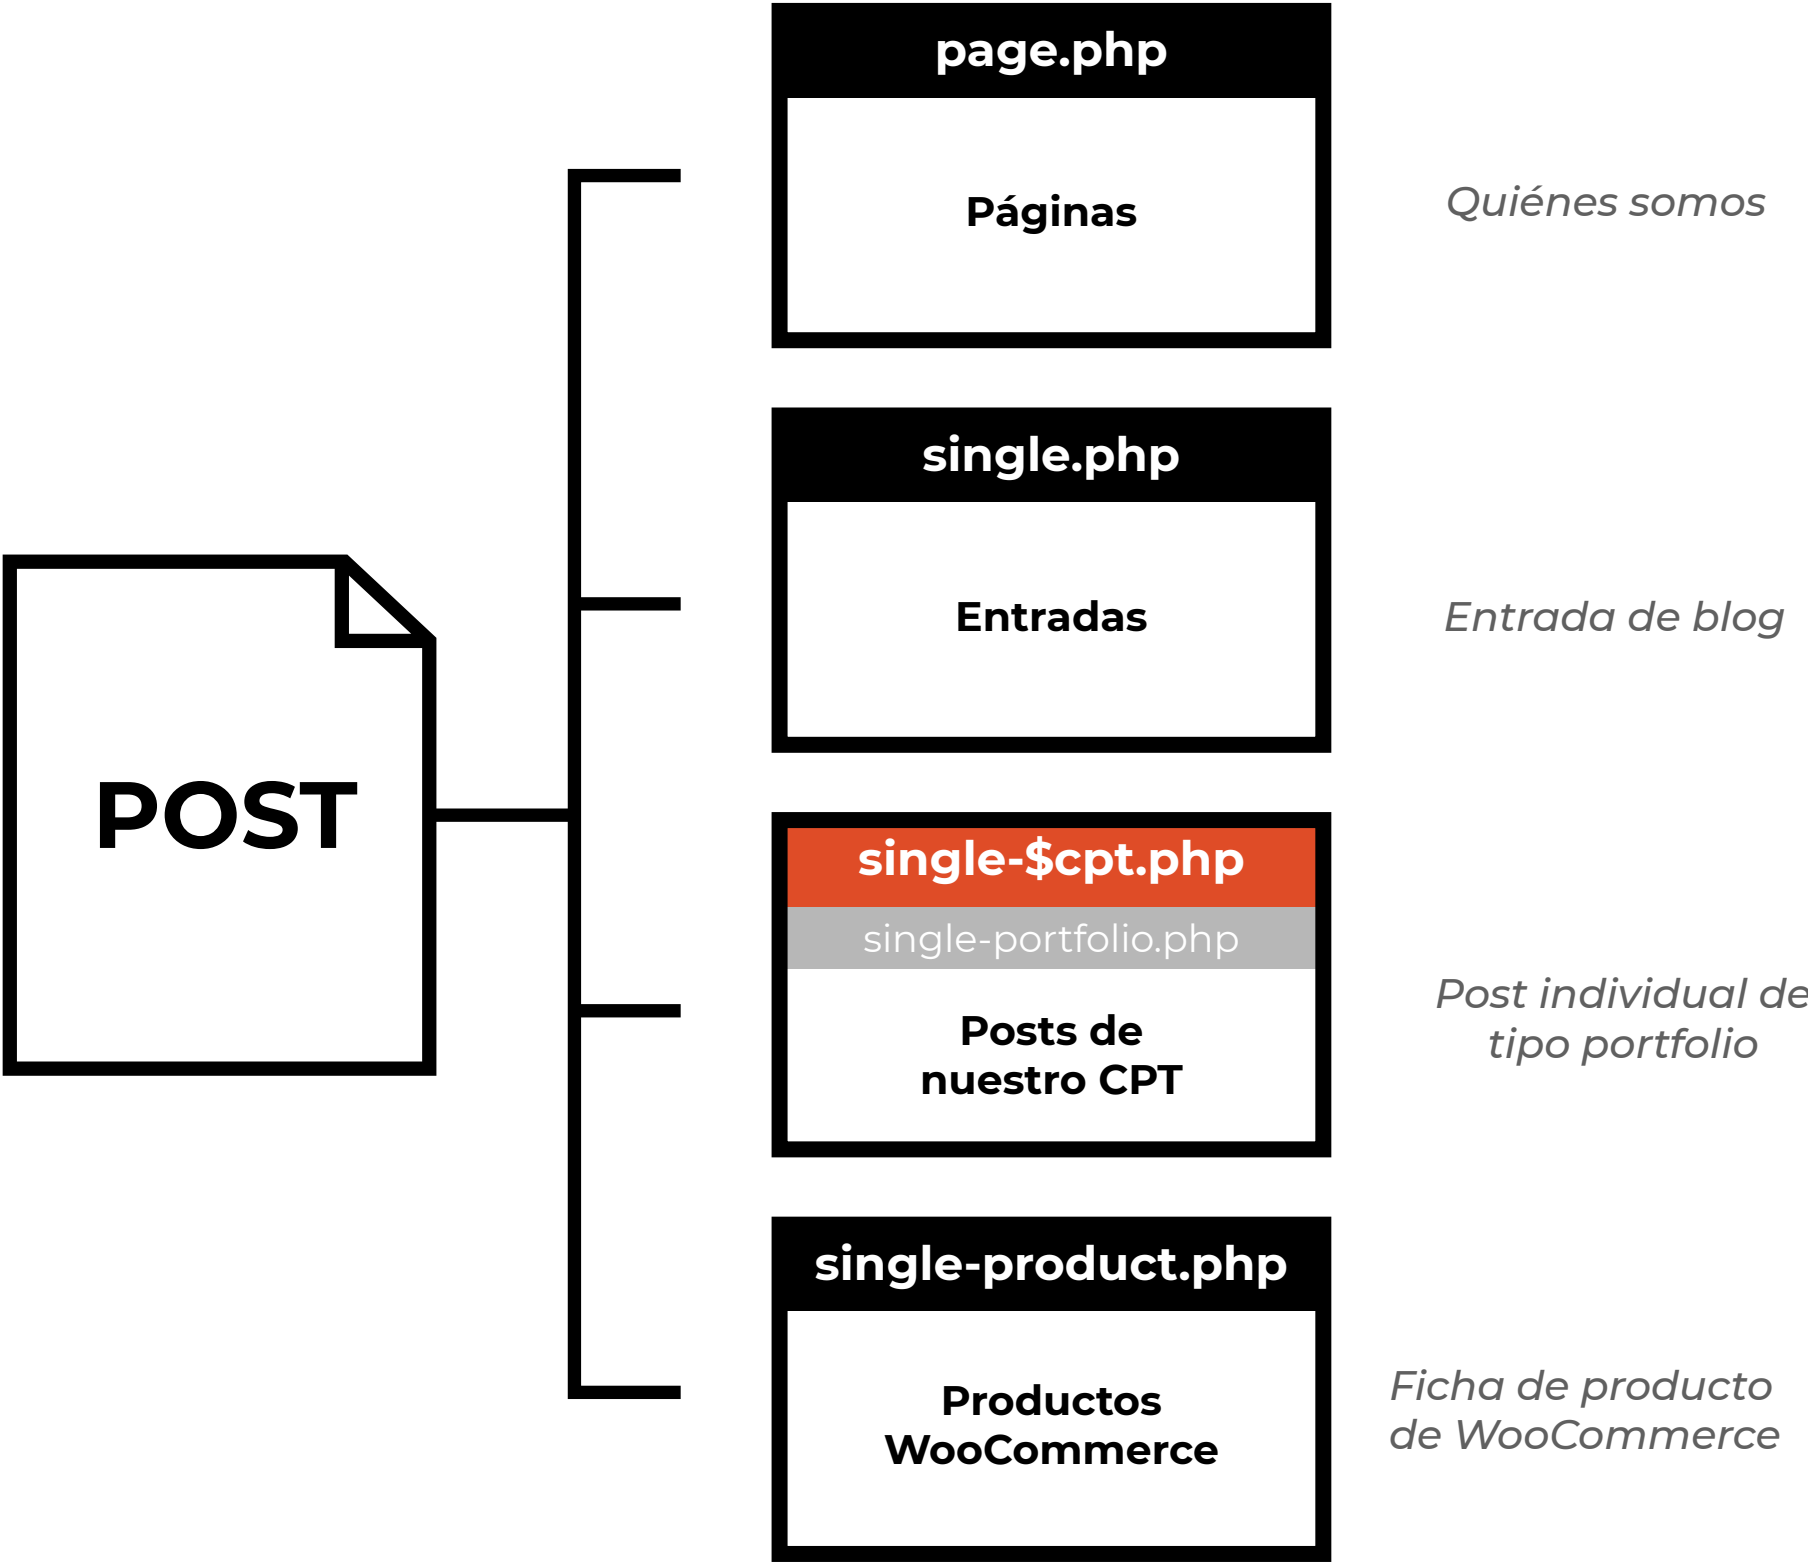 page.php
Páginas
Quiénes somos
single.php
Entradas
Entrada de blog
POST
single-$cpt.php
single-portfolio.php
Posts de
nuestro CPT
Post individual de
tipo portfolio
single-product.php
Productos
WooCommerce
Ficha de producto
de WooCommerce